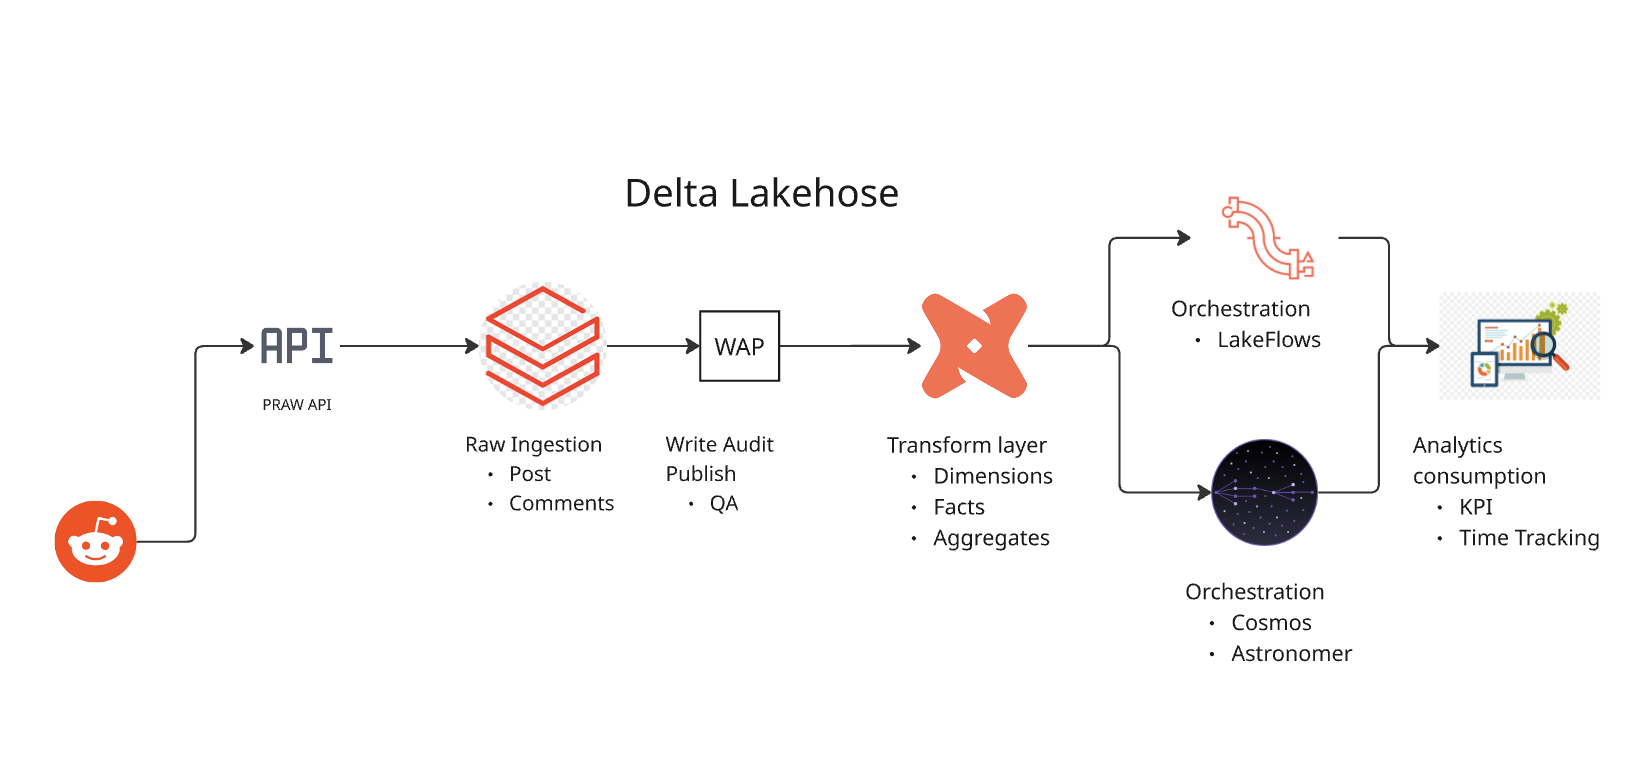 Delta Lakehose
API
PRAW API
Raw Ingestion
• Post
• Comments
WAP
Write Audit
Publish
• QA
Transform layer
• Dimensions
• Facts
• Aggregates
Orchestration
• LakeFlows
Orchestration
• Cosmos
• Astronomer
Analytics
consumption
• KPI
• Time Tracking